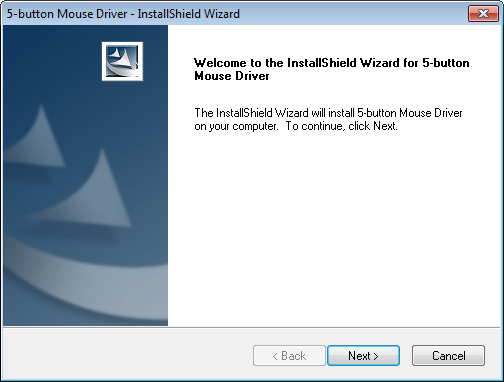 5-button Mouse Driver - InstallShield Wizard
Welcome to the InstallShield Wizard for 5-button
Mouse Driver
The InstallShield Wizard will install 5-button Mouse Driver
on your computer.  To continue, click Next.
< Back
Next >
Cancel